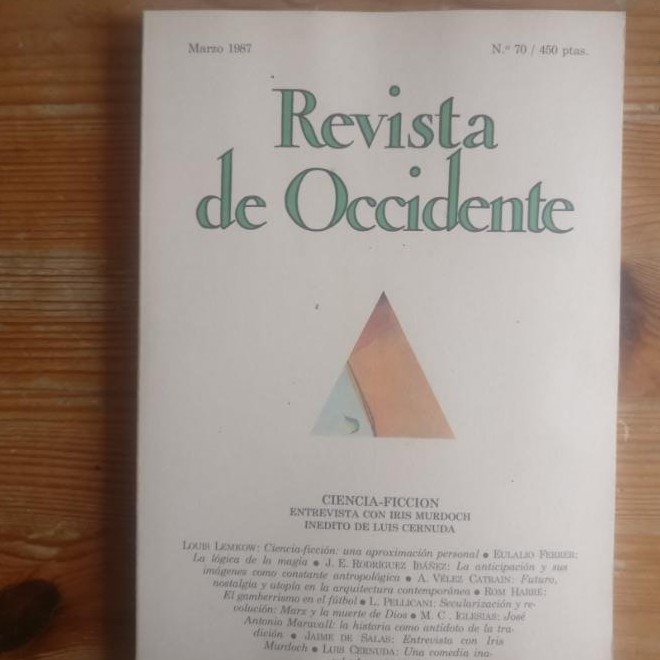 Marzo 1987
N.º 70 / 450 ptas.
Revista
de Occidente
CIENCIA-FICCION
ENTREVISTA CON IRIS MURDOCH
INEDITO DE LUIS CERNUDA
LOUIS LEMKOW: Ciencia-ficción: una aproximación personal ● EULALIO FERRER:
La lógica de la magia ● J. E. RODRÍGUEZ IBÁÑEZ: La anticipación y sus
imágenes como constante antropológica ● A. VÉLEZ CATRAIN: Futuro,
nostalgia y utopía en la arquitectura contemporánea ● ROM HARRÉ:
El gamberrismo en el fútbol ● L. PELLICANI: Secularización y re-
volución: Marx y la muerte de Dios ● M. C. IGLESIAS: José
Antonio Maravall: la historia como antídoto de la tra-
dición ● JAIME DE SALAS: Entrevista con Iris
Murdoch ● LUIS CERNUDA: Una comedia ina-